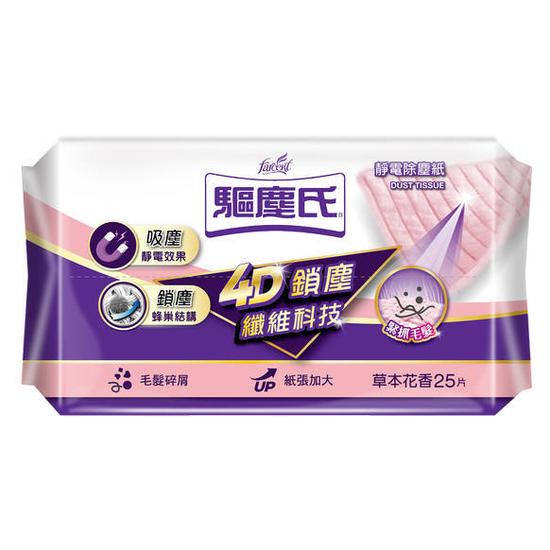 farcent
驅塵氏
靜電除塵紙
DUST TISSUE
吸塵
靜電效果
鎖塵
蜂巢結構
4D鎖塵
纖維科技
緊抓毛髮
毛髮碎屑
UP
紙張加大
草本花香25片